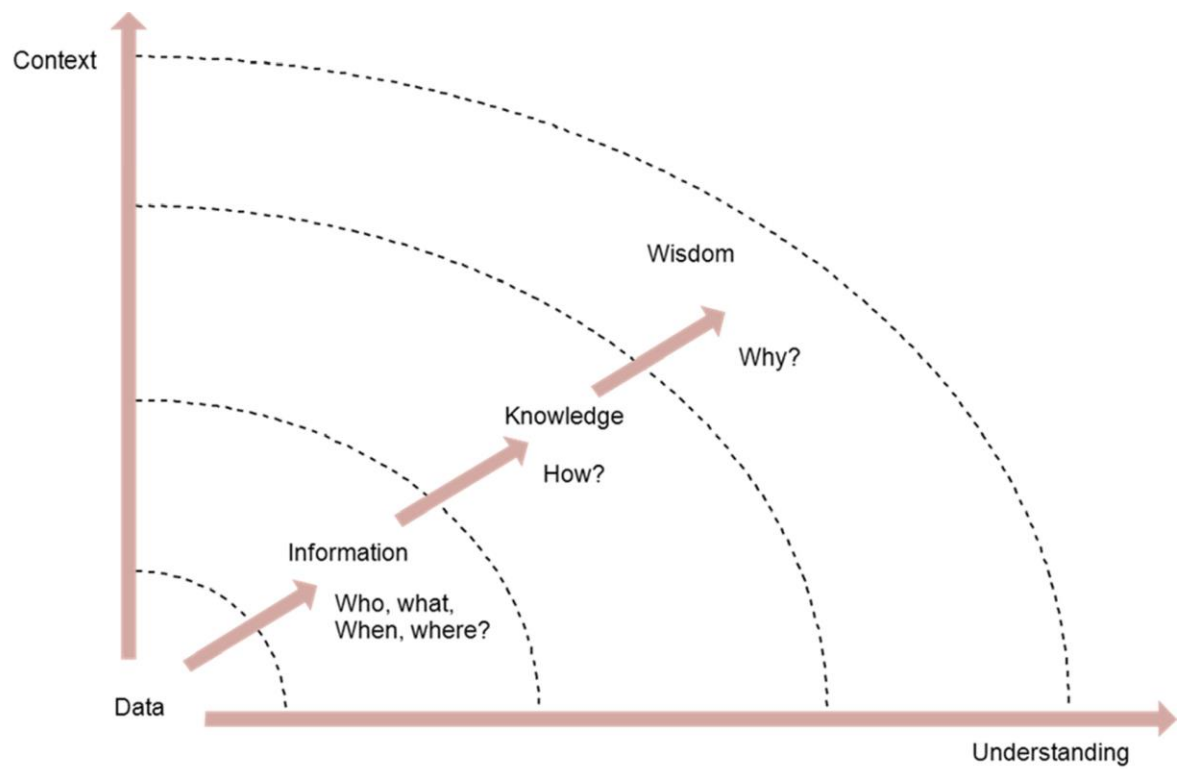 Context
Wisdom
Why?
Knowledge
How?
Information
Who, what,
When, where?
Data
Understanding